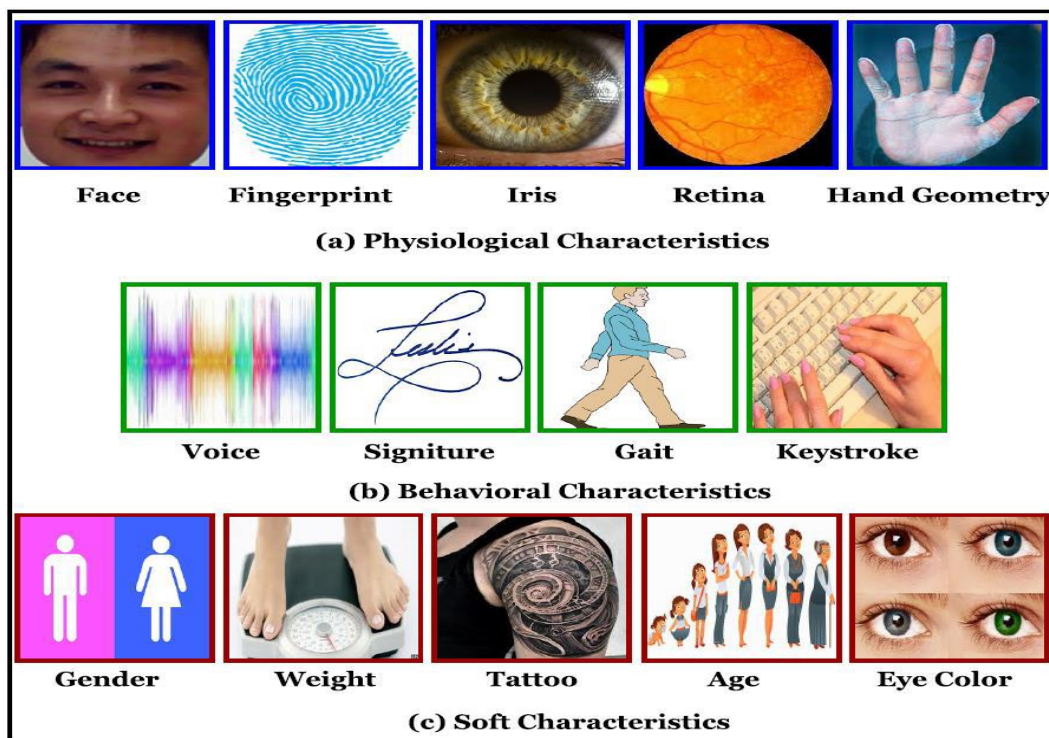 Face Fingerprint Iris Retina Hand Geometry
(a) Physiological Characteristics
Leslie
Voice Signiture Gait Keystroke
(b) Behavioral Characteristics
Gender Weight Tattoo Age Eye Color
(c) Soft Characteristics